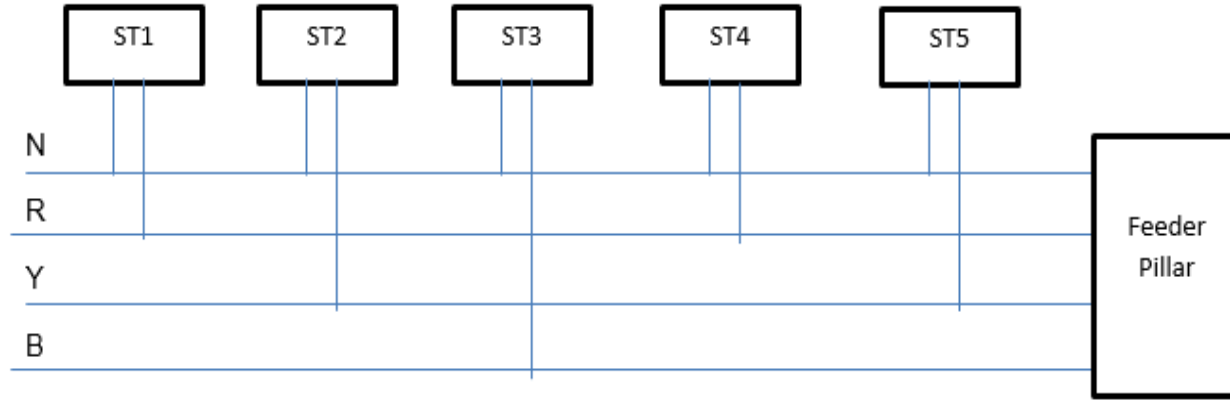 ST1
ST2
ST3
ST4
ST5
N
R
Y
B
Feeder
Pillar